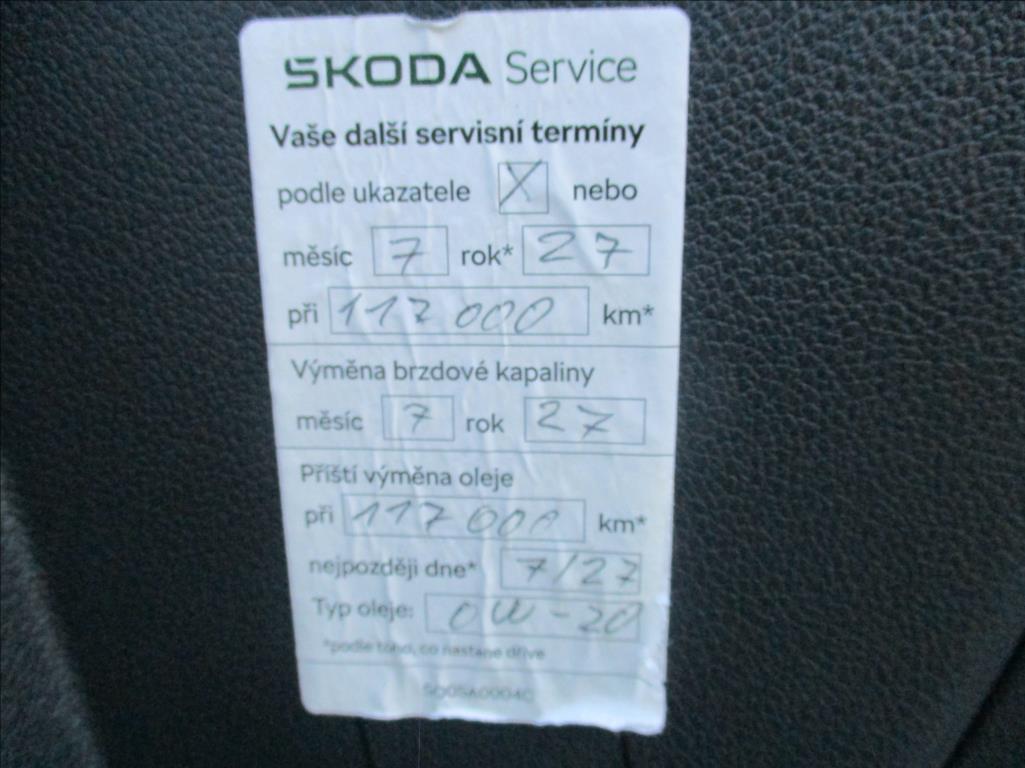 ŠKODA Service
Vaše další servisní termíny
podle ukazatele X nebo
měsíc 7 rok* 27
při 117 000 km*
Výměna brzdové kapaliny
měsíc 7 rok 27
Příští výměna oleje
při 117 000 km*
nejpozději dne* 7/27
Typ oleje: 0W-20
*podle toho, co nastane dříve